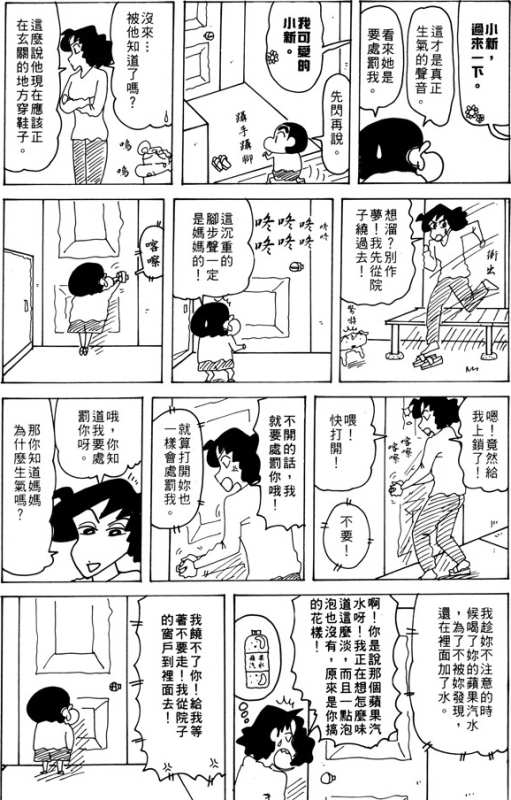 小新，
過來一下。
這才是真正
生氣的聲音。
看來她是
要處罰我。
我可愛的
小新。
先閃再說。
躡手躡腳
沒來…
被他知道了嗎？
這麼說他現在應該正
在玄關的地方穿鞋子。
嗚
嗚
衝出
想溜？別作
夢！我先從院
子繞過去！
咚咚
咚咚咚
咚咚咚
這沉重的
腳步聲一定
是媽媽的！
喀嚓
嗯！竟然給
我上鎖了！
喀嚓
喀嚓
喂！
快打開！
不要！
不開的話，我
就要處罰你哦！
就算打開妳也
一樣會處罰我。
哦，你知
道我要處
罰你呀。
那你知道媽媽
為什麼生氣嗎？
我趁妳不注意的時
候喝了妳的蘋果汽水
，為了不被妳發現，
還在裡面加了水。
啊！你是說那個蘋果汽
水呀！我正在想怎麼味
道這麼淡，而且一點泡
泡也沒有，原來是你搞
的花樣！
我饒不了你！給我等
著不要走！我從院子
的窗戶到裡面去！